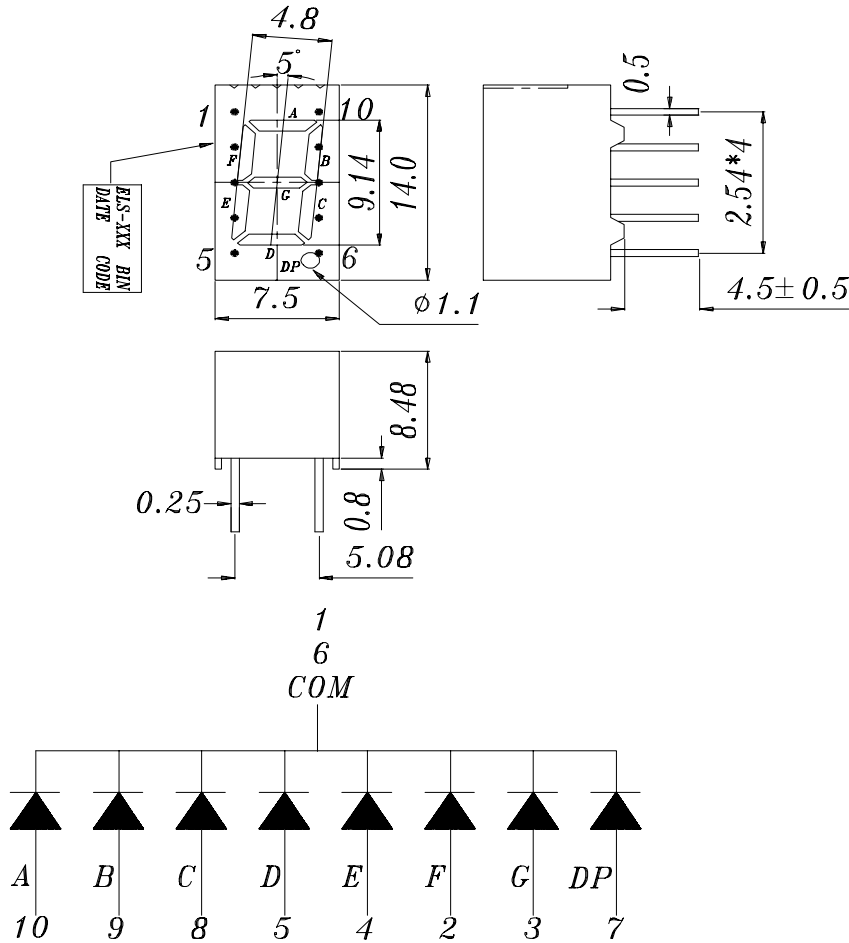 4.8
5°
1
10
A
F
B
G
E
C
D
DP
5
6
9.14
14.0
7.5
ϕ1.1
ELS-XXX BIN
DATE CODE
0.5
2.54*4
4.5± 0.5
8.48
0.25
0.8
5.08
1
6
COM
A B C D E F G DP
10 9 8 5 4 2 3 7